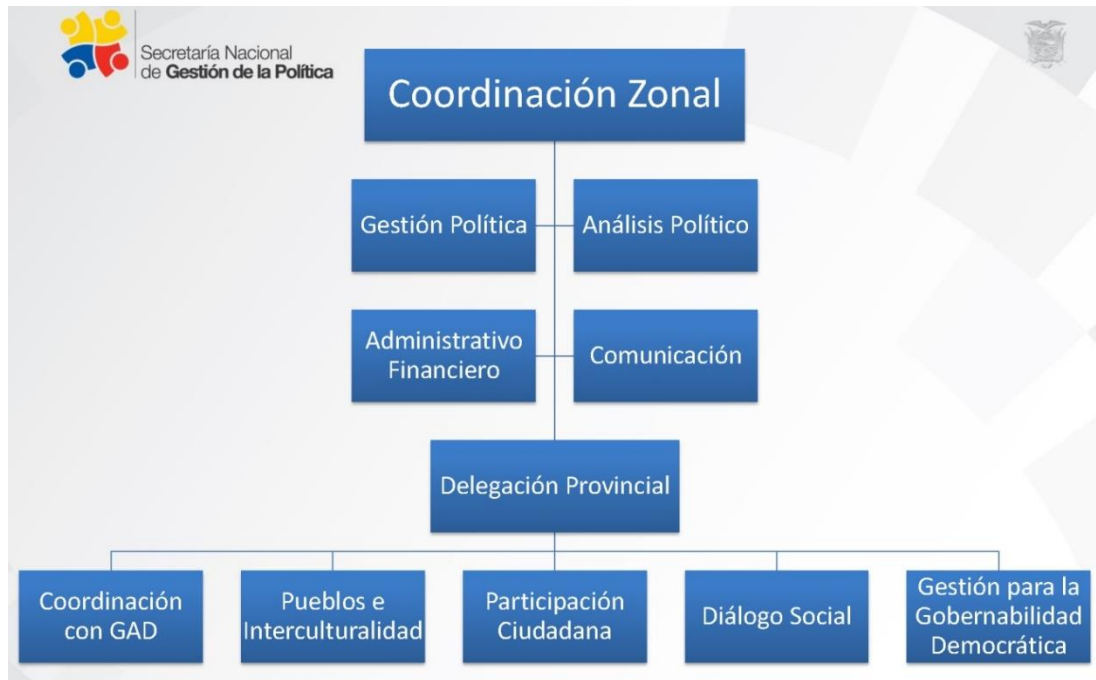 Secretaría Nacional
de Gestión de la Política
Coordinación Zonal
Gestión Política
Análisis Político
Administrativo
Financiero
Comunicación
Delegación Provincial
Coordinación
con GAD
Pueblos e
Interculturalidad
Participación
Ciudadana
Diálogo Social
Gestión para la
Gobernabilidad
Democrática